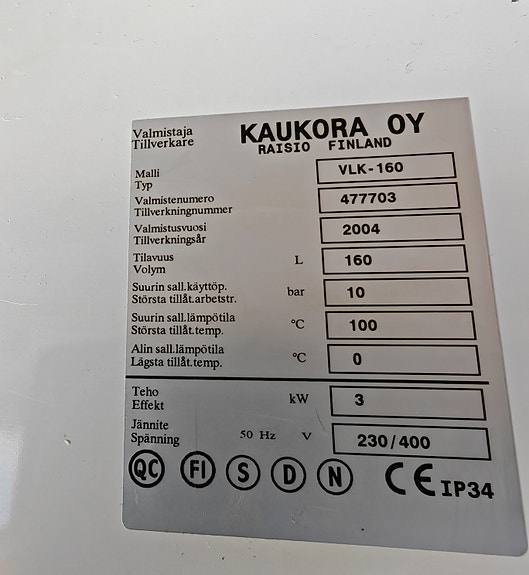 Valmistaja
Tillverkare
KAUKORA OY
RAISIO FINLAND
Malli
Typ
VLK-160
Valmistenumero
Tillverkningnummer
477703
Valmistusvuosi
Tillverkningsår
2004
Tilavuus
Volym
L
160
Suurin sall.käyttöp.
Största tillåt.arbetstr.
bar
10
Suurin sall.lämpötila
Största tillåt.temp.
°C
100
Alin sall.lämpötila
Lägsta tillåt.temp.
°C
0
Teho
Effekt
kW
3
Jännite
Spänning
50 Hz V
230/400
QC FI S D N CE IP34